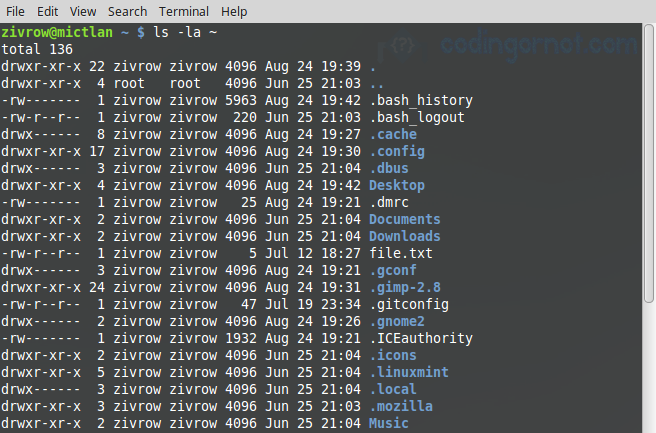 File Edit View Search Terminal Help
zivrow@mictlan ~ $ ls -la ~
{?} codingornot.com
total 136
drwxr-xr-x 22 zivrow zivrow 4096 Aug 24 19:39 .
drwxr-xr-x  4 root   root   4096 Jun 25 21:03 ..
-rw-------  1 zivrow zivrow 5963 Aug 24 19:42 .bash_history
-rw-r--r--  1 zivrow zivrow  220 Jun 25 21:03 .bash_logout
drwx------  8 zivrow zivrow 4096 Aug 24 19:27 .cache
drwxr-xr-x 17 zivrow zivrow 4096 Aug 24 19:30 .config
drwx------  3 zivrow zivrow 4096 Jun 25 21:04 .dbus
drwxr-xr-x  4 zivrow zivrow 4096 Aug 24 19:42 Desktop
-rw-------  1 zivrow zivrow   25 Aug 24 19:21 .dmrc
drwxr-xr-x  2 zivrow zivrow 4096 Jun 25 21:04 Documents
drwxr-xr-x  2 zivrow zivrow 4096 Jun 25 21:04 Downloads
-rw-r--r--  1 zivrow zivrow    5 Jul 12 18:27 file.txt
drwx------  3 zivrow zivrow 4096 Aug 24 19:21 .gconf
drwxr-xr-x 24 zivrow zivrow 4096 Aug 24 19:31 .gimp-2.8
-rw-r--r--  1 zivrow zivrow   47 Jul 19 23:34 .gitconfig
drwx------  2 zivrow zivrow 4096 Aug 24 19:26 .gnome2
-rw-------  1 zivrow zivrow 1932 Aug 24 19:21 .ICEauthority
drwxr-xr-x  2 zivrow zivrow 4096 Jun 25 21:04 .icons
drwxr-xr-x  5 zivrow zivrow 4096 Jun 25 21:04 .linuxmint
drwx------  3 zivrow zivrow 4096 Jun 25 21:04 .local
drwxr-xr-x  3 zivrow zivrow 4096 Jun 25 21:03 .mozilla
drwxr-xr-x  2 zivrow zivrow 4096 Jun 25 21:04 Music